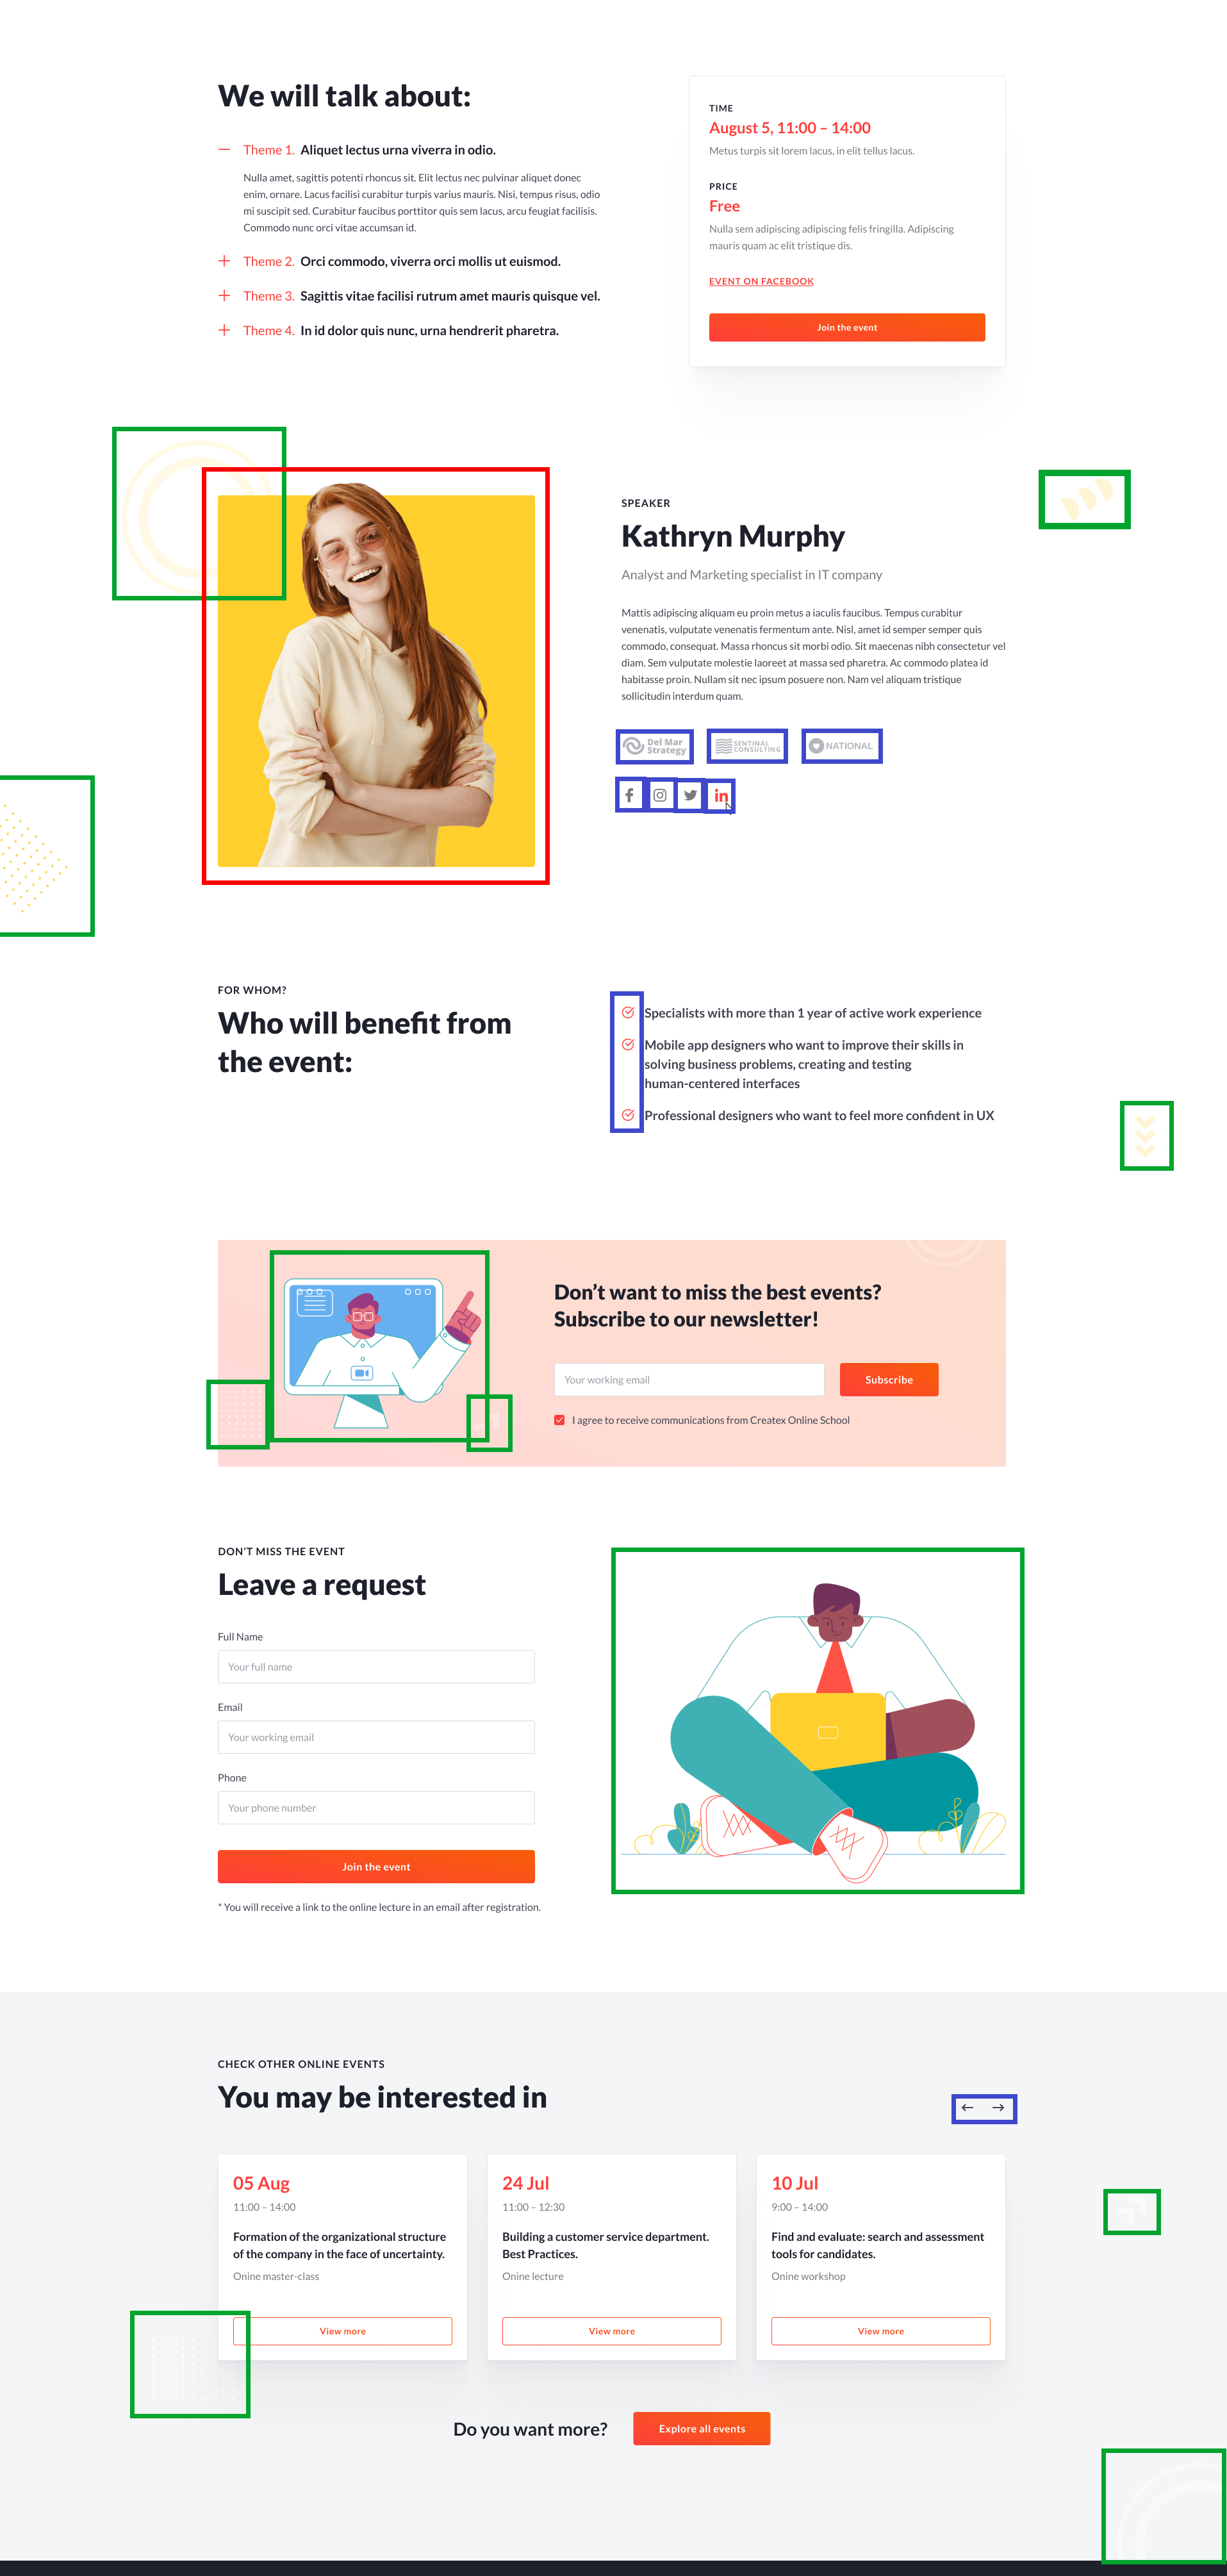 We will talk about:
Theme 1. Aliquet lectus urna viverra in odio.
Nulla amet, sagittis potenti rhoncus sit. Elit lectus nec pulvinar aliquet donec
enim, ornare. Lacus facilisi curabitur turpis varius mauris. Nisi, tempus risus, odio
mi suscipit sed. Curabitur faucibus porttitor quis sem lacus, arcu feugiat facilisis.
Commodo nunc orci vitae accumsan id.
Theme 2. Orci commodo, viverra orci mollis ut euismod.
Theme 3. Sagittis vitae facilisi rutrum amet mauris quisque vel.
Theme 4. In id dolor quis nunc, urna hendrerit pharetra.
TIME
August 5, 11:00 – 14:00
Metus turpis sit lorem lacus, in elit tellus lacus.
PRICE
Free
Nulla sem adipiscing adipiscing felis fringilla. Adipiscing
mauris quam ac elit tristique dis.
EVENT ON FACEBOOK
Join the event
SPEAKER
Kathryn Murphy
Analyst and Marketing specialist in IT company
Mattis adipiscing aliquam eu proin metus a iaculis faucibus. Tempus curabitur
venenatis, vulputate venenatis fermentum ante. Nisl, amet id semper semper quis
commodo, consequat. Massa rhoncus sit morbi odio. Sit maecenas nibh consectetur vel
diam. Sem vulputate molestie laoreet at massa sed pharetra. Ac commodo platea id
habitasse proin. Nullam sit nec ipsum posuere non. Nam vel aliquam tristique
sollicitudin interdum quam.
Del Mar
Strategy
SENTINAL
CONSULTING
NATIONAL
in
FOR WHOM?
Who will benefit from
the event:
Specialists with more than 1 year of active work experience
Mobile app designers who want to improve their skills in
solving business problems, creating and testing
human-centered interfaces
Professional designers who want to feel more confident in UX
Don’t want to miss the best events?
Subscribe to our newsletter!
Your working email
Subscribe
I agree to receive communications from Createx Online School
DON’T MISS THE EVENT
Leave a request
Full Name
Your full name
Email
Your working email
Phone
Your phone number
Join the event
* You will receive a link to the online lecture in an email after registration.
CHECK OTHER ONLINE EVENTS
You may be interested in
05 Aug
11:00 – 14:00
Formation of the organizational structure
of the company in the face of uncertainty.
Onine master-class
View more
24 Jul
11:00 – 12:30
Building a customer service department.
Best Practices.
Onine lecture
View more
10 Jul
9:00 – 14:00
Find and evaluate: search and assessment
tools for candidates.
Onine workshop
View more
Do you want more?
Explore all events